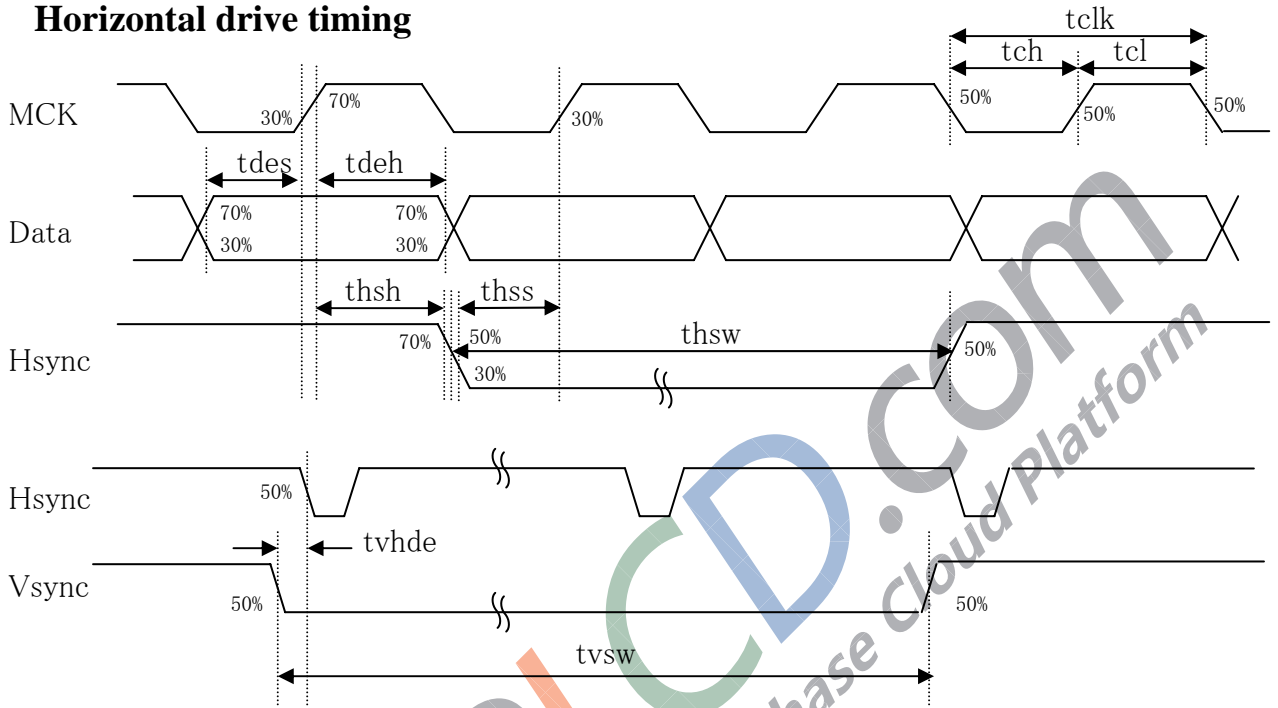 Horizontal drive timing
tclk
tch tcl
MCK 30% 70% 30% 50% 50% 50%
tdes tdeh
Data 70% 70%
30% 30%
thsh thss
Hsync 70% 50% thsw 50%
30%
Hsync 50%
tvhde
Vsync 50% 50%
tvsw
LCD.com
hase Cloud Platform